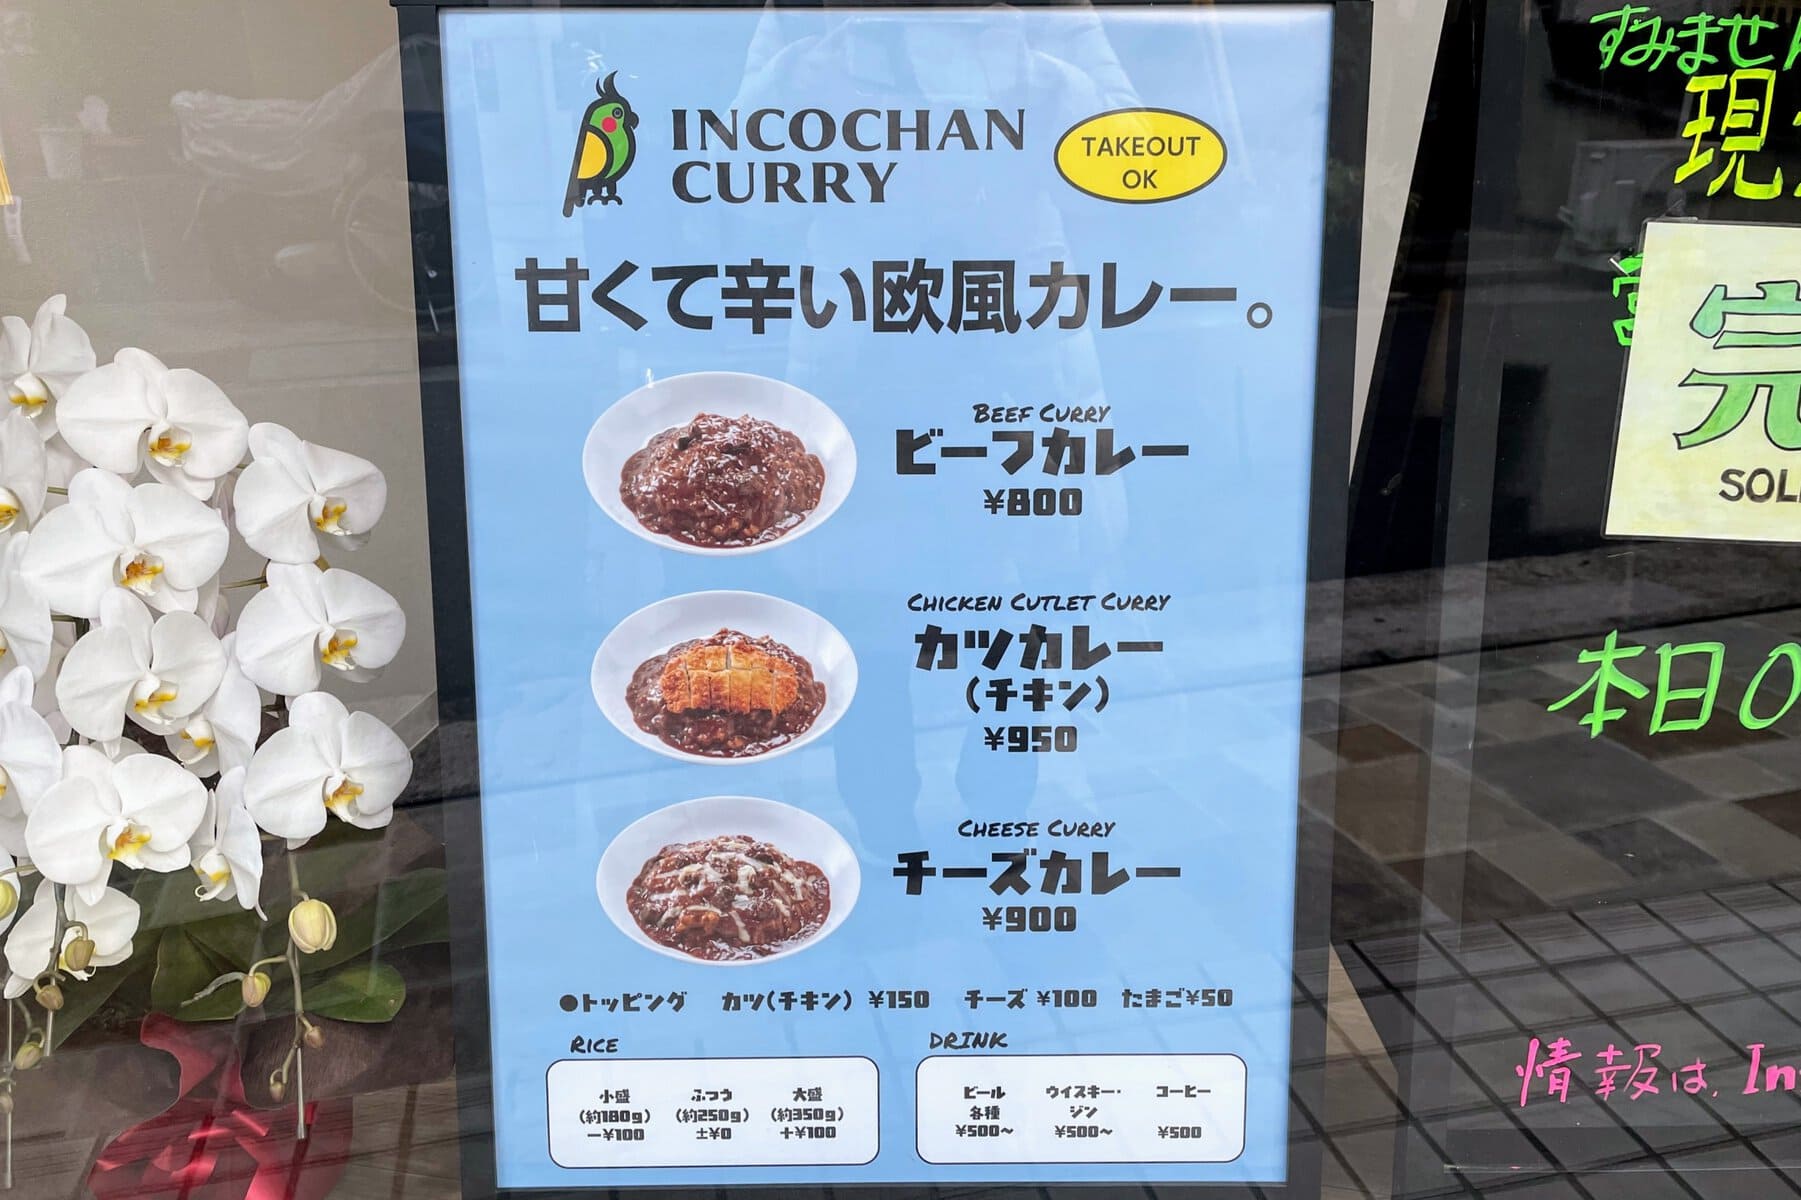 INCOCHAN
CURRY
TAKEOUT
OK
甘くて辛い欧風カレー。
BEEF CURRY
ビーフカレー
¥800
CHICKEN CUTLET CURRY
カツカレー
(チキン)
¥950
CHEESE CURRY
チーズカレー
¥900
●トッピング カツ(チキン) ¥150 チーズ ¥100 たまご¥50
RICE
小盛 ふつう 大盛
(約180g) (約250g) (約350g)
ー¥100 ±¥0 +¥100
DRINK
ビール ウイスキー・ コーヒー
各種 ジン
¥500〜 ¥500〜 ¥500
すみません
現
完
SOL
本日の
情報は、In